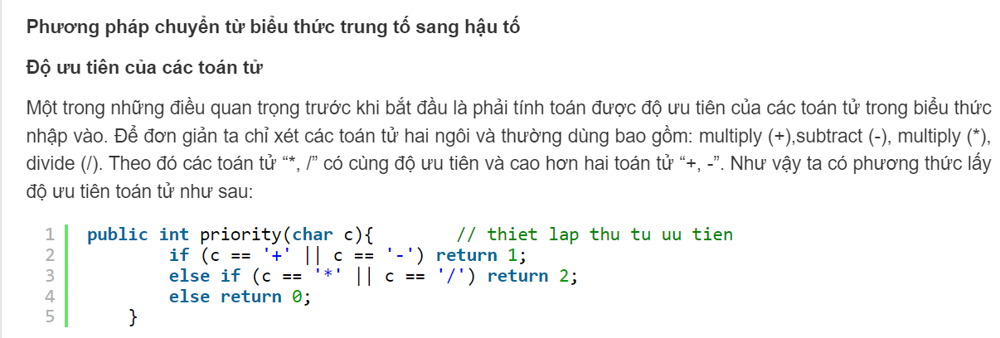 Phương pháp chuyển từ biểu thức trung tố sang hậu tố
Độ ưu tiên của các toán tử
Một trong những điều quan trọng trước khi bắt đầu là phải tính toán được độ ưu tiên của các toán tử trong biểu thức
nhập vào. Để đơn giản ta chỉ xét các toán tử hai ngôi và thường dùng bao gồm: multiply (+),subtract (-), multiply (*),
divide (/). Theo đó các toán tử “*, /” có cùng độ ưu tiên và cao hơn hai toán tử “+, -”. Như vậy ta có phương thức lấy
độ ưu tiên toán tử như sau:
1 public int priority(char c){ // thiet lap thu tu uu tien
2 if (c == '+' || c == '-') return 1;
3 else if (c == '*' || c == '/') return 2;
4 else return 0;
5 }